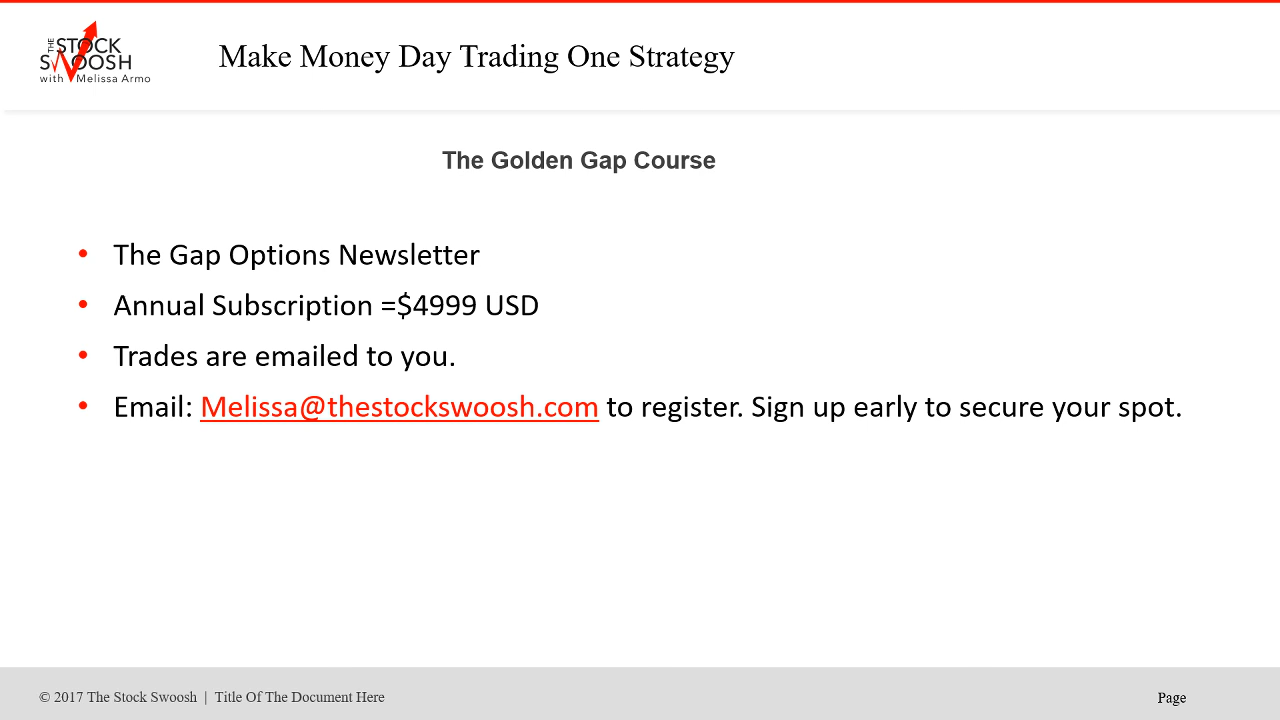 THE STOCK
SWOOSH
with Melissa Armo
Make Money Day Trading One Strategy
The Golden Gap Course
• The Gap Options Newsletter
• Annual Subscription =$4999 USD
• Trades are emailed to you.
• Email: Melissa@thestockswoosh.com to register. Sign up early to secure your spot.
© 2017 The Stock Swoosh | Title Of The Document Here
Page